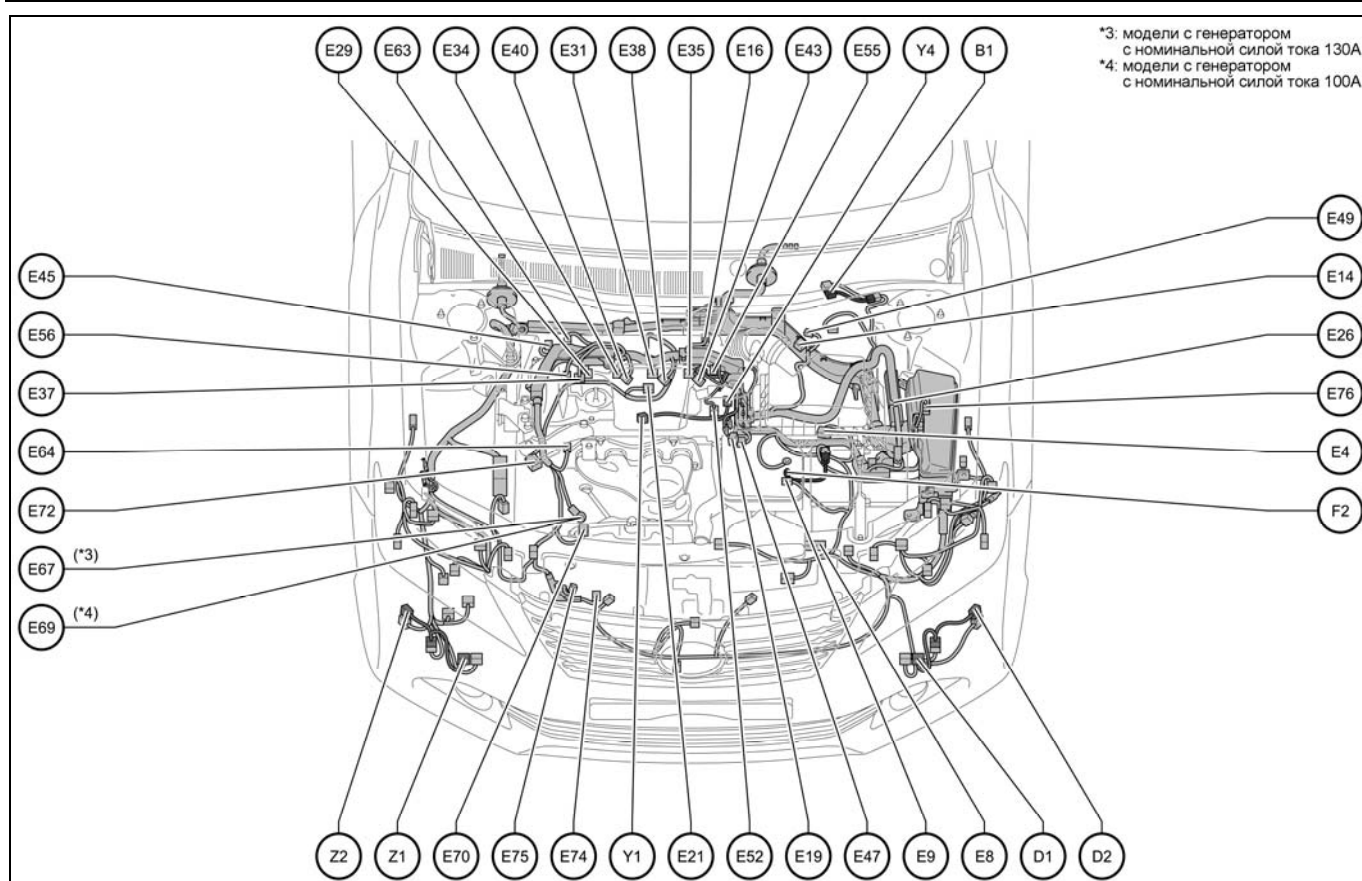 E29 E63 E34 E40 E31 E38 E35 E16 E43 E55 Y4 B1
*3: модели с генератором
с номинальной силой тока 130А
*4: модели с генератором
с номинальной силой тока 100А
E45
E56
E37
E64
E72
E67 (*3)
E69 (*4)
E49
E14
E26
E76
E4
F2
Z2 Z1 E70 E75 E74 Y1 E21 E52 E19 E47 E9 E8 D1 D2